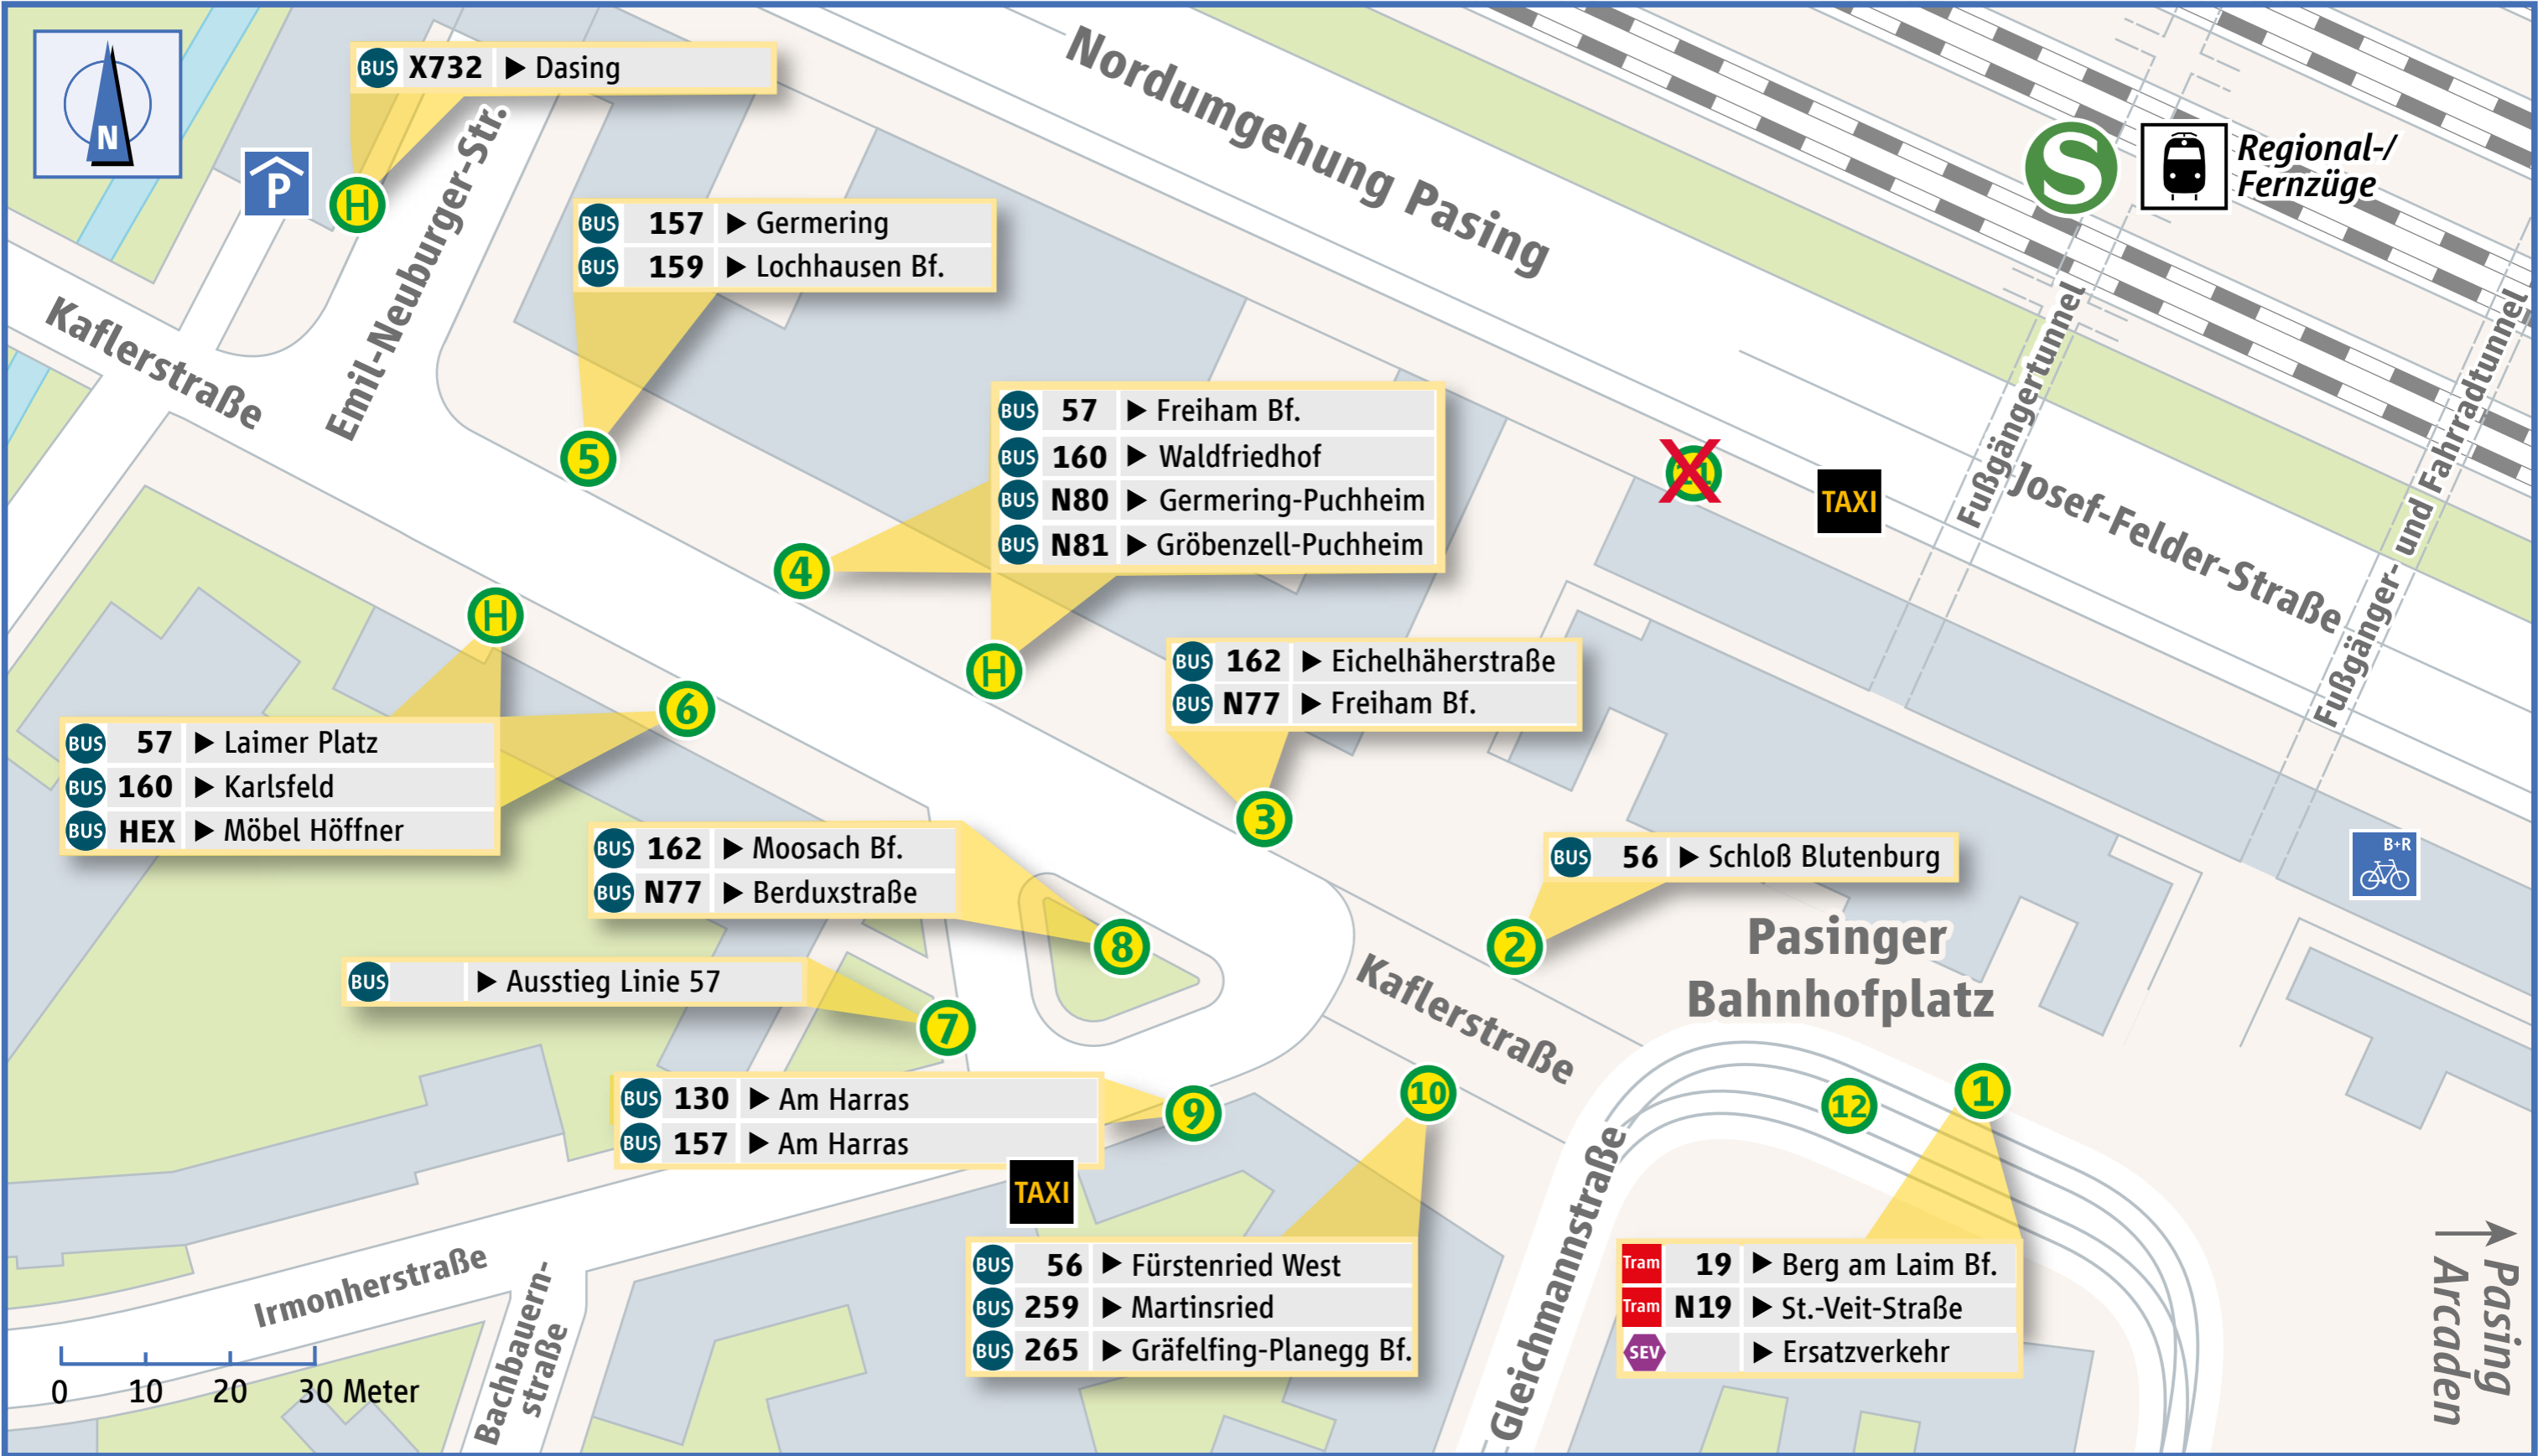 N
BUS X732 ▶ Dasing
P
H
Emil-Neuburger-Str.
Kaflerstraße
Nordumgehung Pasing
S
Regional-/
Fernzüge
BUS 157 ▶ Germering
BUS 159 ▶ Lochhausen Bf.
5
BUS 57 ▶ Freiham Bf.
BUS 160 ▶ Waldfriedhof
BUS N80 ▶ Germering-Puchheim
BUS N81 ▶ Gröbenzell-Puchheim
4
H
TAXI
Fußgängertunnel
Josef-Felder-Straße
Fußgänger- und Fahrradtunnel
H
6
BUS 57 ▶ Laimer Platz
BUS 160 ▶ Karlsfeld
BUS HEX ▶ Möbel Höffner
BUS 162 ▶ Eichelhäherstraße
BUS N77 ▶ Freiham Bf.
3
BUS 162 ▶ Moosach Bf.
BUS N77 ▶ Berduxstraße
8
BUS 56 ▶ Schloß Blutenburg
2
B+R
Pasinger
Bahnhofplatz
Kaflerstraße
BUS ▶ Ausstieg Linie 57
7
BUS 130 ▶ Am Harras
BUS 157 ▶ Am Harras
9
10
12
1
TAXI
BUS 56 ▶ Fürstenried West
BUS 259 ▶ Martinsried
BUS 265 ▶ Gräfelfing-Planegg Bf.
Gleichmannstraße
Tram 19 ▶ Berg am Laim Bf.
Tram N19 ▶ St.-Veit-Straße
SEV ▶ Ersatzverkehr
Pasing
Arcaden
Irmonherstraße
Bachbauern-
straße
0 10 20 30 Meter